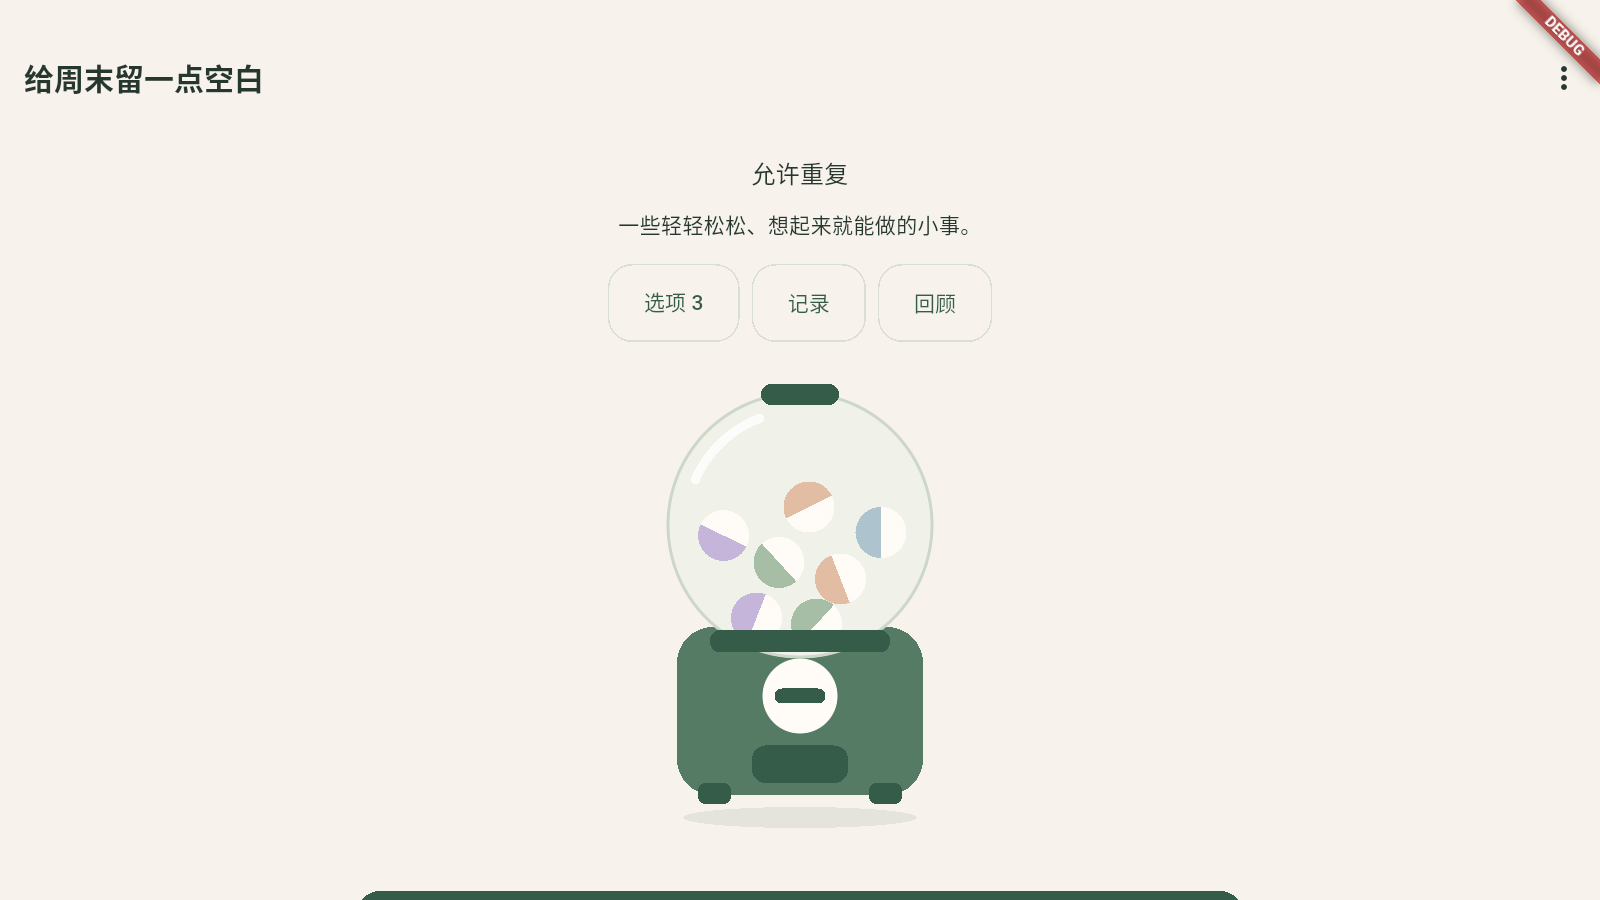 DEBUG
给周末留一点空白
允许重复
一些轻轻松松、想起来就能做的小事。
选项 3
记录
回顾